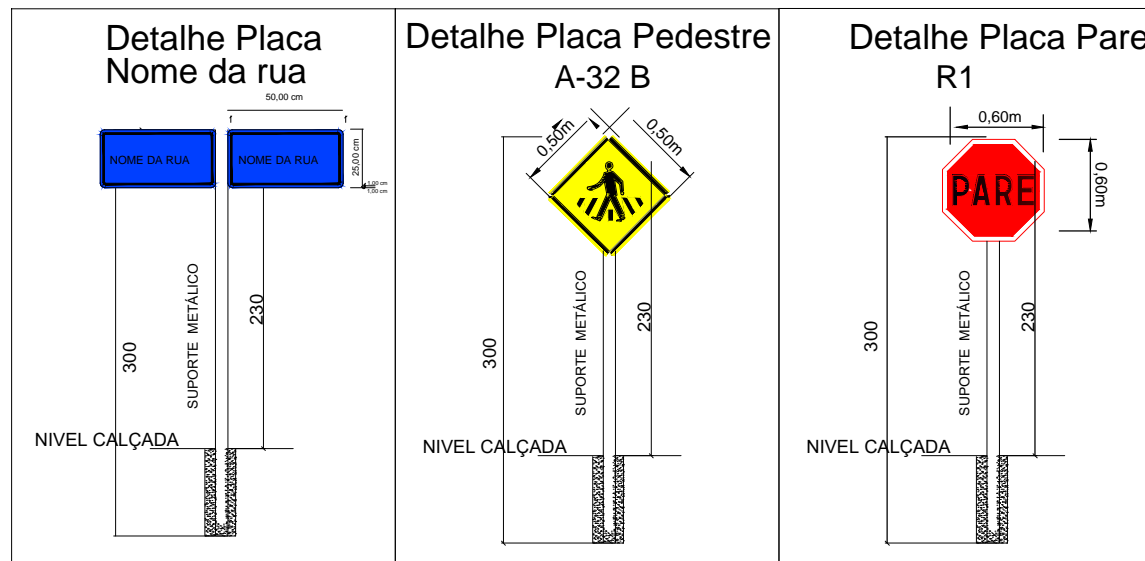 Detalhe Placa
Nome da rua
50,00 cm
f
f
NOME DA RUA
NOME DA RUA
25,00 cm
1,00 cm
1,00 cm
SUPORTE METÁLICO
230
300
NIVEL CALÇADA
Detalhe Placa Pedestre
A-32 B
0,50m
0,50m
SUPORTE METÁLICO
230
300
NIVEL CALÇADA
Detalhe Placa Pare
R1
0,60m
0,60m
PARE
SUPORTE METÁLICO
230
300
NIVEL CALÇADA